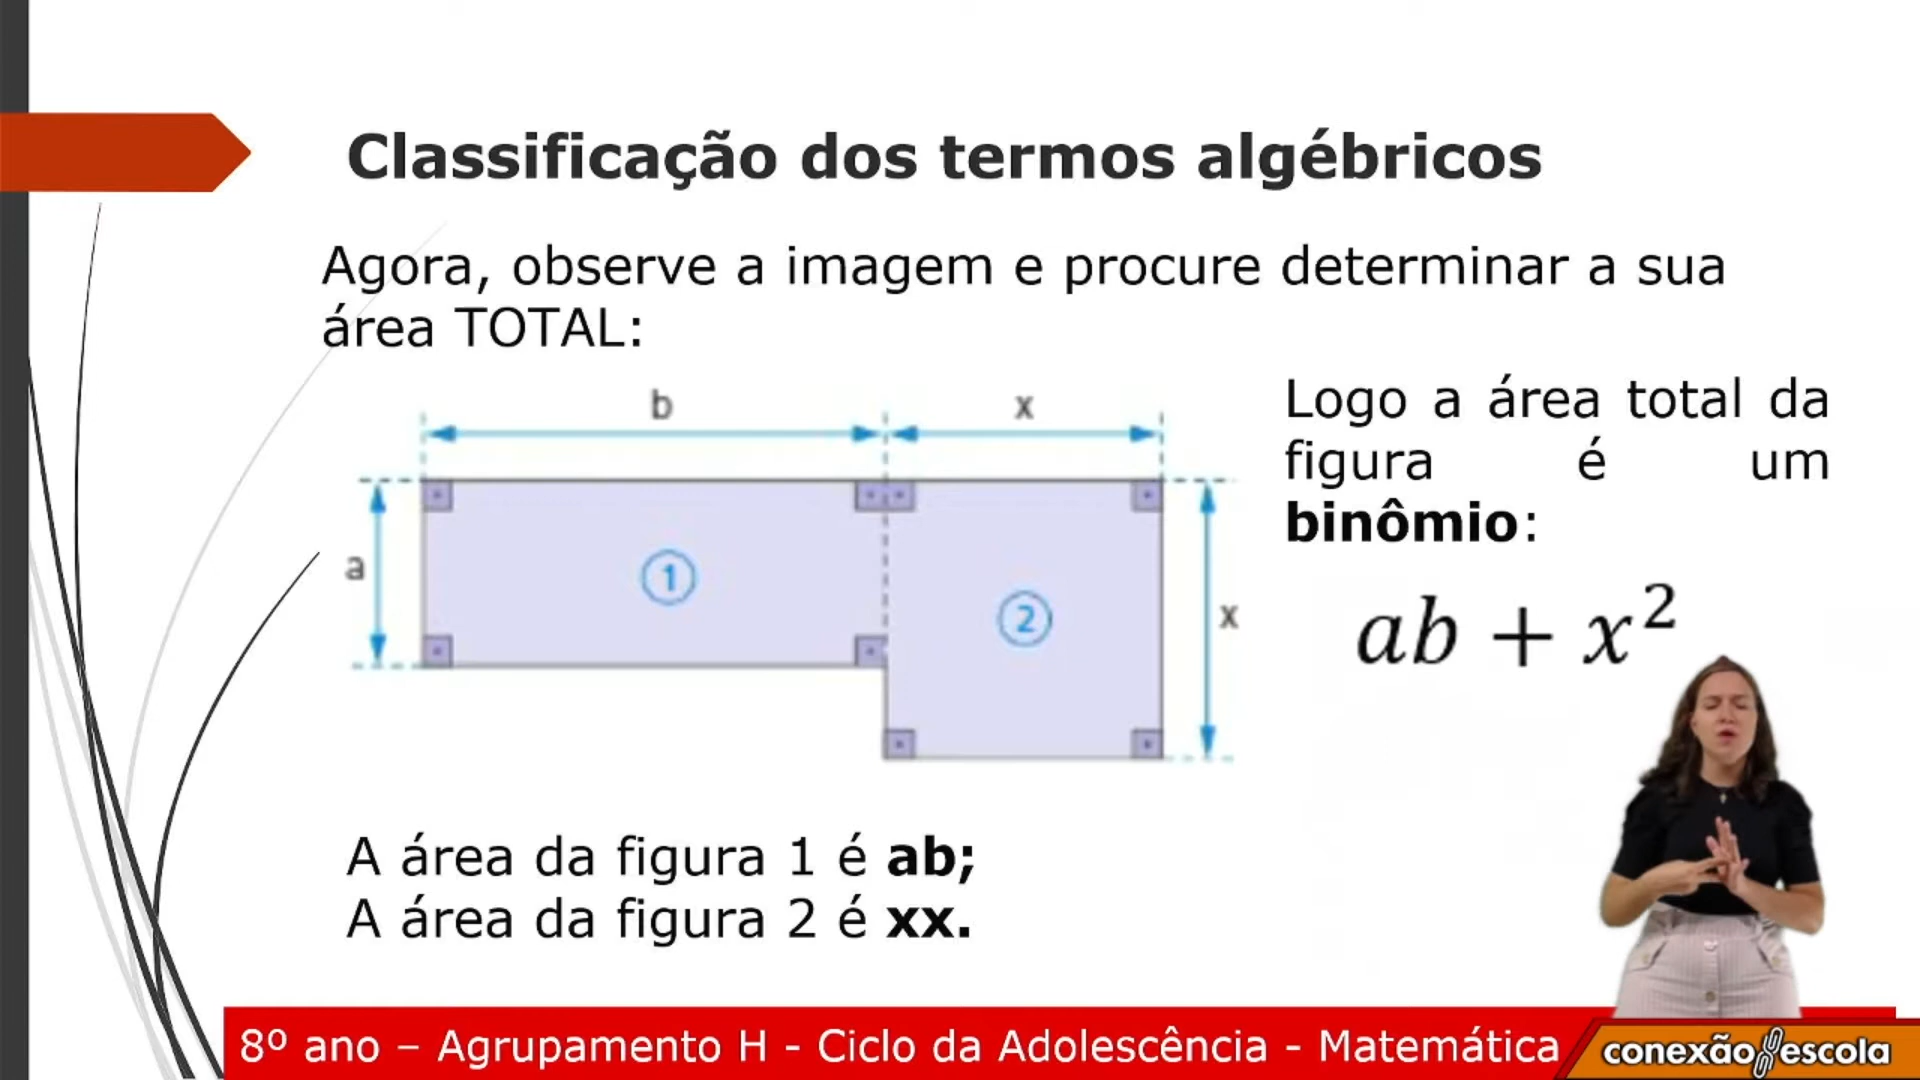 Classificação dos termos algébricos
Agora, observe a imagem e procure determinar a sua
área TOTAL:
b
x
a
1
2
x
Logo a área total da
figura é um
binômio:
ab + x²
A área da figura 1 é ab;
A área da figura 2 é xx.
8º ano – Agrupamento H - Ciclo da Adolescência - Matemática
conexão escola